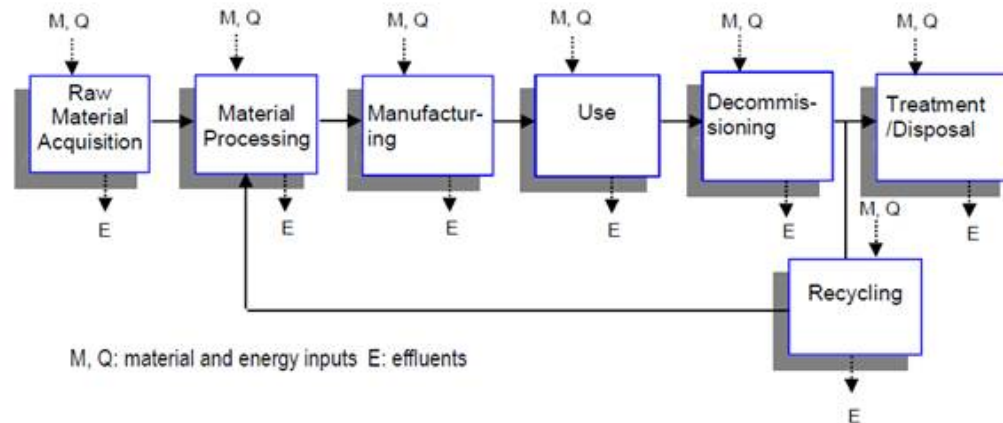 M, Q
M, Q
M, Q
M, Q
M, Q
M, Q
Raw
Material
Acquisition
Material
Processing
Manufactur-
ing
Use
Decommis-
sioning
Treatment
/Disposal
E
E
E
E
E
E
M, Q
Recycling
E
M, Q: material and energy inputs E: effluents